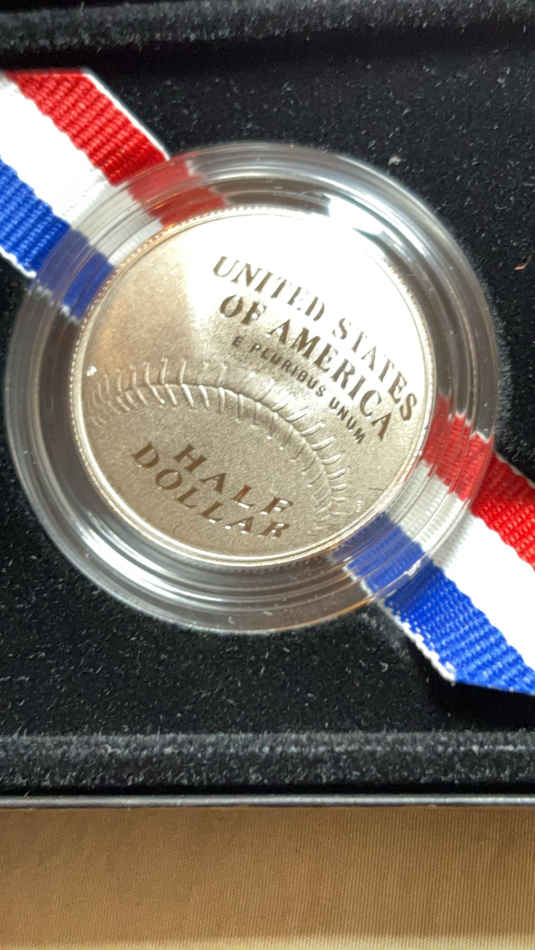 UNITED STATES
OF AMERICA
E PLURIBUS UNUM
HALF
DOLLAR